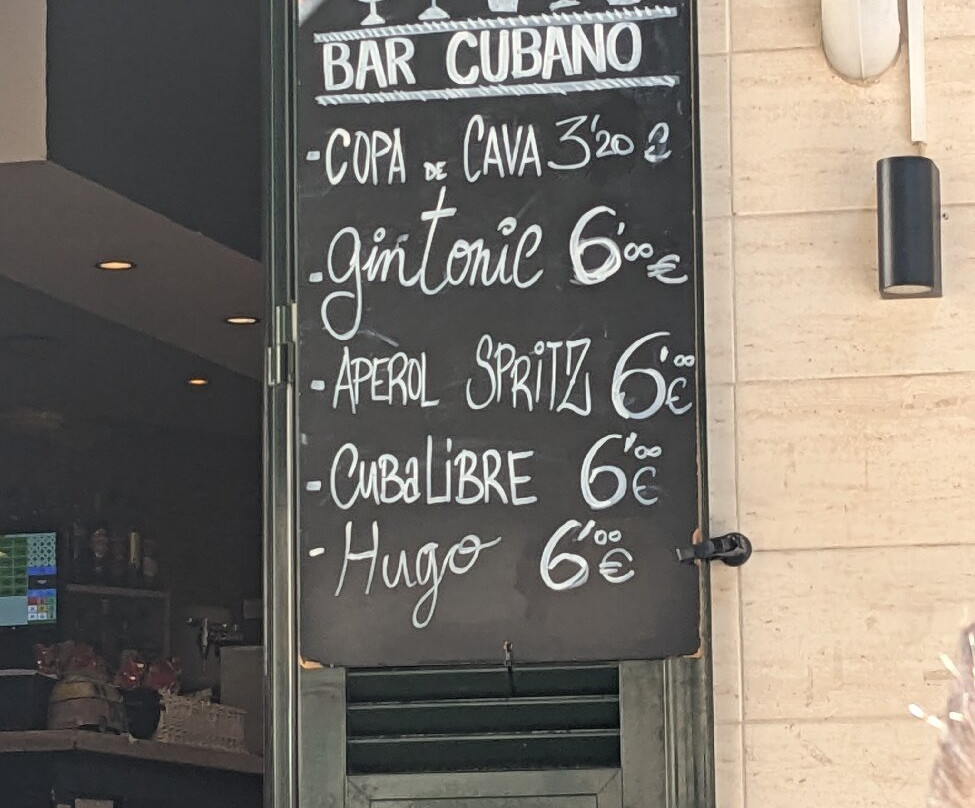 BAR CUBANO
- COPA DE CAVA 3'20 €
- gintonic 6'00 €
- APEROL SPRITZ 6'00 €
- CUBALIBRE 6'00 €
- Hugo 6'00 €